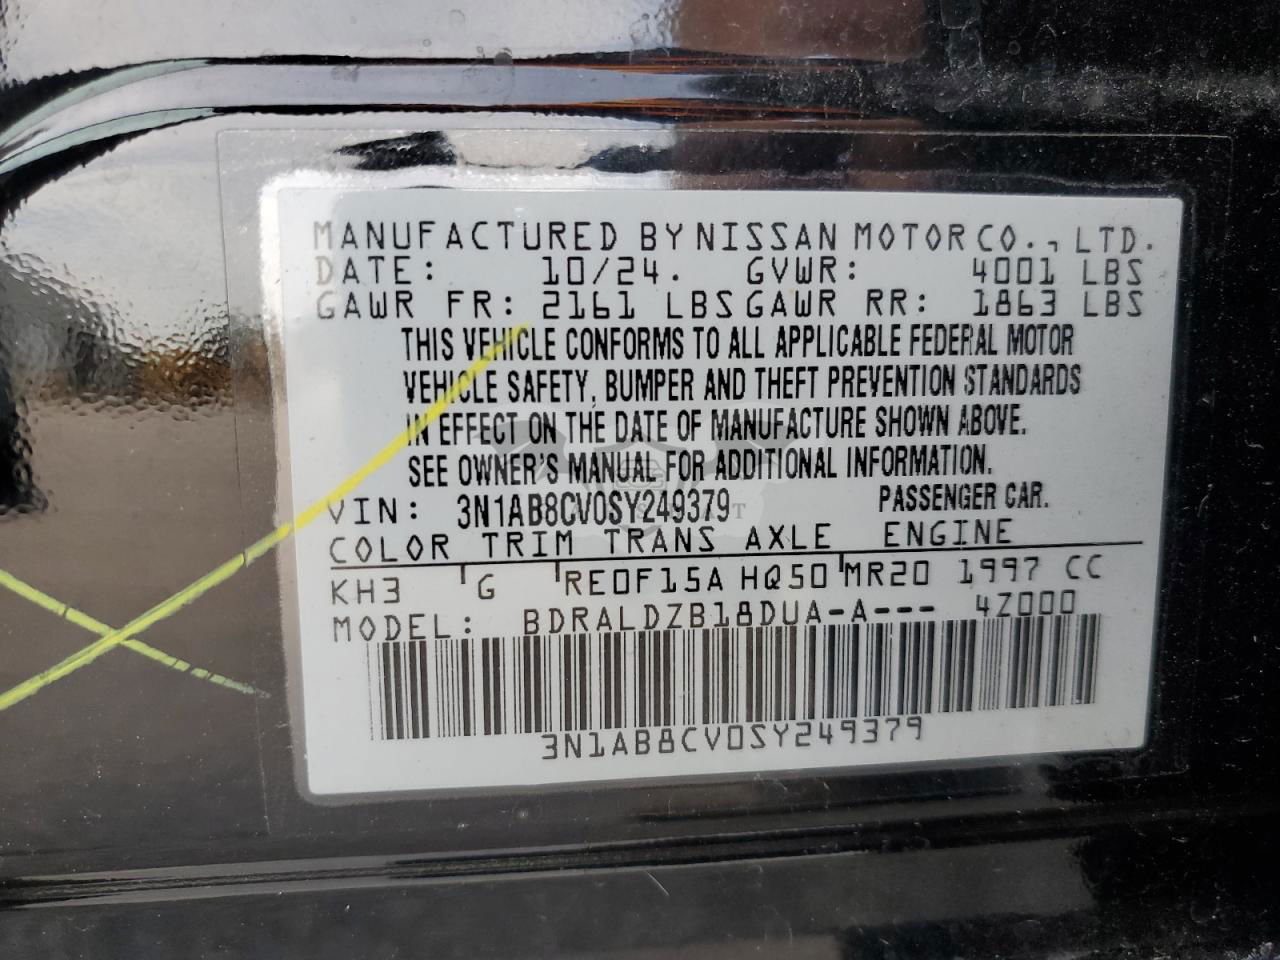 MANUFACTURED BY NISSAN MOTOR CO., LTD.
DATE: 10/24. GVWR: 4001 LBS
GAWR FR: 2161 LBS GAWR RR: 1863 LBS
THIS VEHICLE CONFORMS TO ALL APPLICABLE FEDERAL MOTOR
VEHICLE SAFETY, BUMPER AND THEFT PREVENTION STANDARDS
IN EFFECT ON THE DATE OF MANUFACTURE SHOWN ABOVE.
SEE OWNER'S MANUAL FOR ADDITIONAL INFORMATION.
VIN: 3N1AB8CV0SY249379 PASSENGER CAR.
COLOR TRIM TRANS AXLE ENGINE
KH3 G RE0F15A HQ50 MR20 1997 CC
MODEL: BDRALDZB18DUA-A--- 4Z000
3N1AB8CV0SY249379